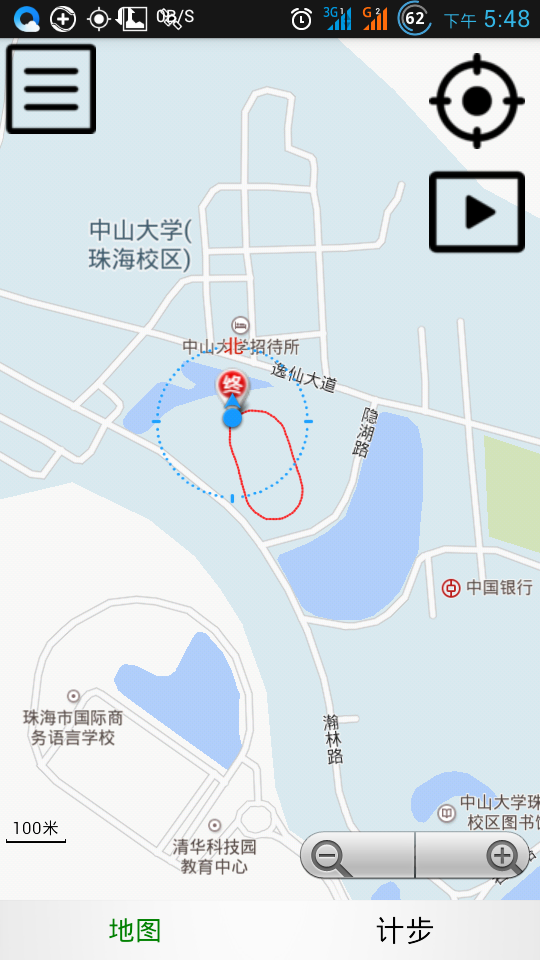 0B/S
3G 1
G 2
62
下午 5:48
中山大学(
珠海校区)
中山大学招待所
北
逸仙大道
终
隐湖路
中国银行
珠海市国际商
务语言学校
瀚林路
中山大学珠
校区图书馆
100米
清华科技园
教育中心
地图
计步